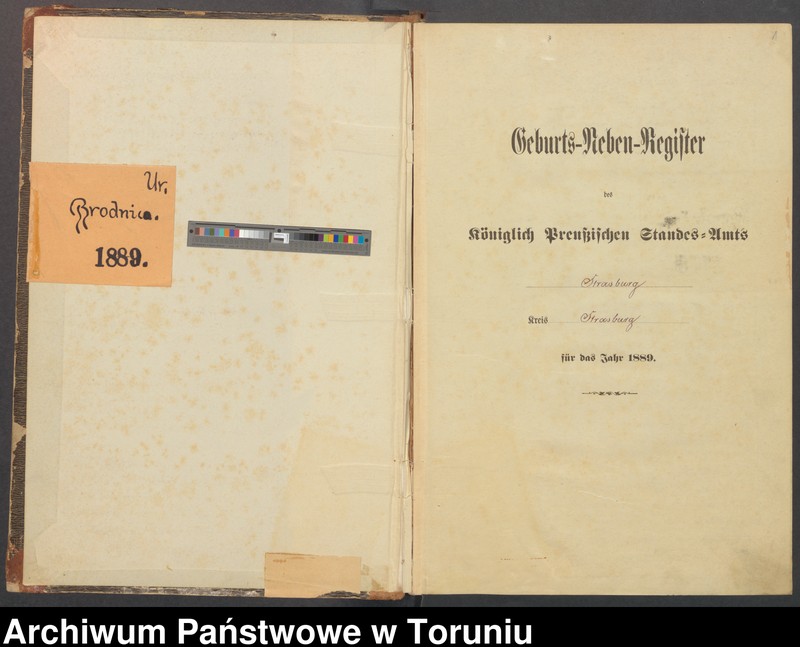 Ur.
Brodnica.
1889.
Geburts-Neben-Register
des
Königlich Preußischen Standes-Amts
Strasburg
Kreis Strasburg
für das Jahr 1889.
Archiwum Państwowe w Toruniu